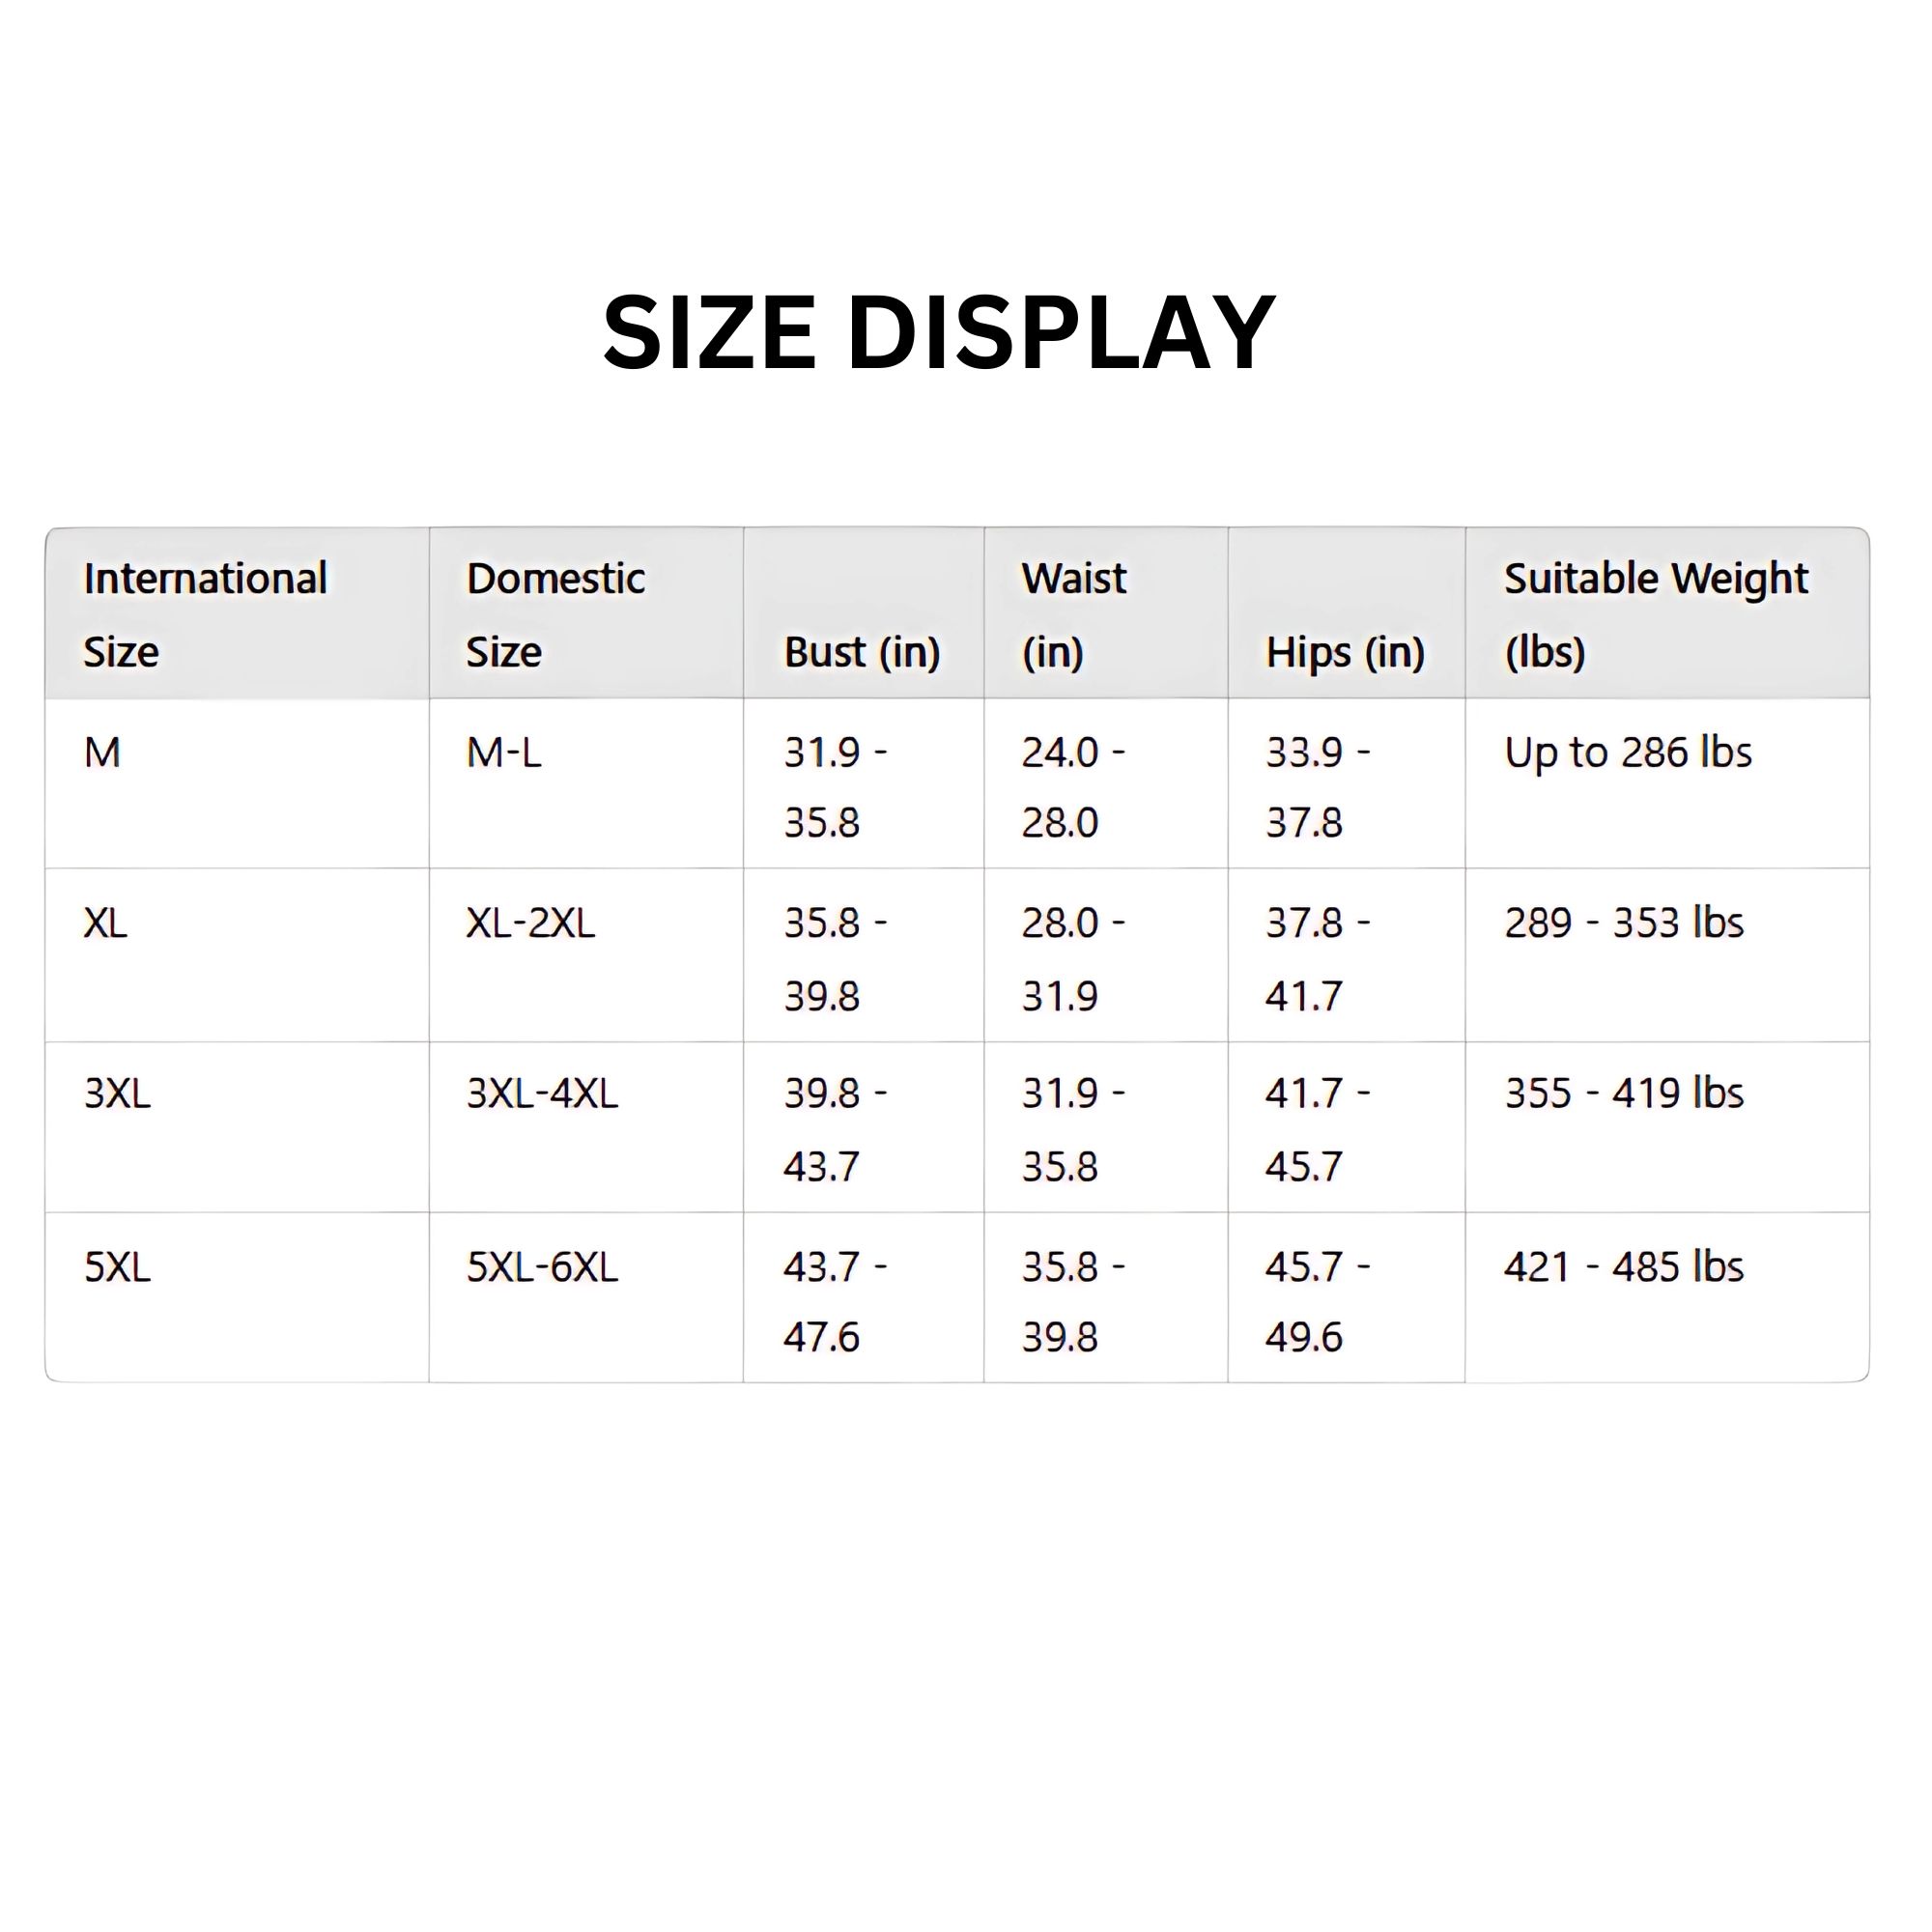 SIZE DISPLAY
International Size | Domestic Size | Bust (in) | Waist (in) | Hips (in) | Suitable Weight (lbs)
M | M-L | 31.9 - 35.8 | 24.0 - 28.0 | 33.9 - 37.8 | Up to 286 lbs
XL | XL-2XL | 35.8 - 39.8 | 28.0 - 31.9 | 37.8 - 41.7 | 289 - 353 lbs
3XL | 3XL-4XL | 39.8 - 43.7 | 31.9 - 35.8 | 41.7 - 45.7 | 355 - 419 lbs
5XL | 5XL-6XL | 43.7 - 47.6 | 35.8 - 39.8 | 45.7 - 49.6 | 421 - 485 lbs